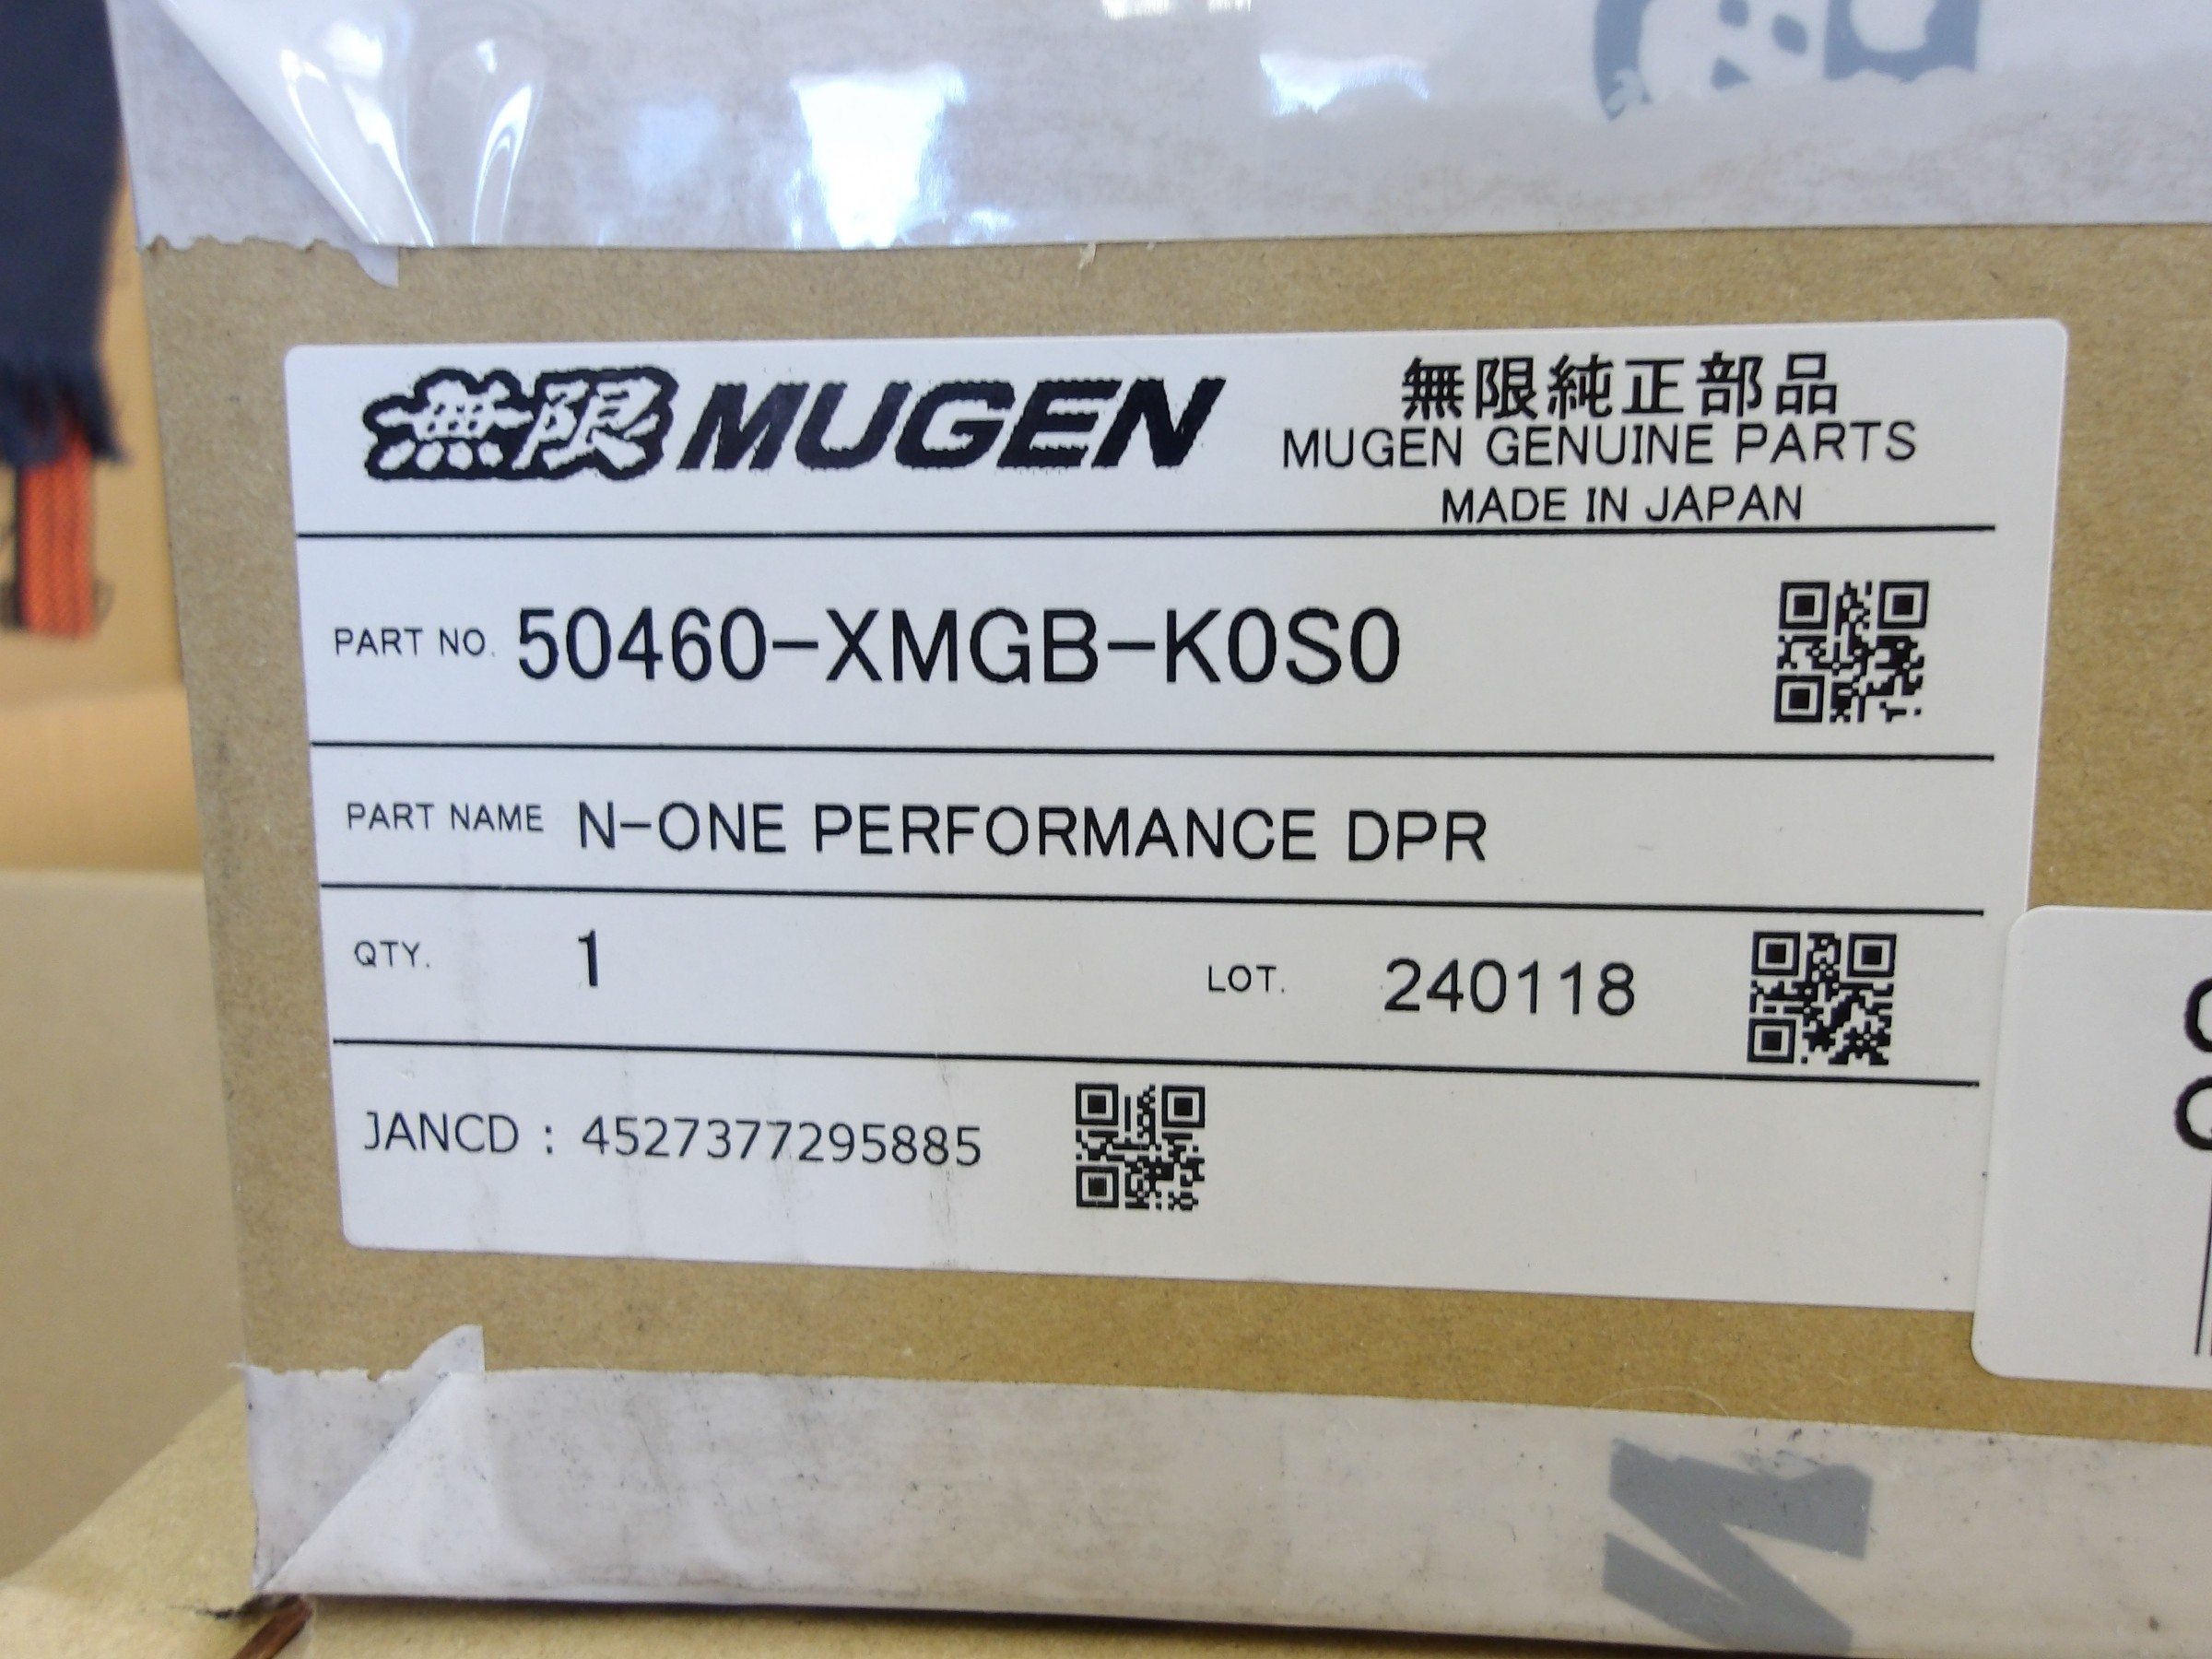 無限 MUGEN
無限純正部品
MUGEN GENUINE PARTS
MADE IN JAPAN
PART NO. 50460-XMGB-K0S0
PART NAME N-ONE PERFORMANCE DPR
QTY. 1 LOT. 240118
JANCD : 4527377295885